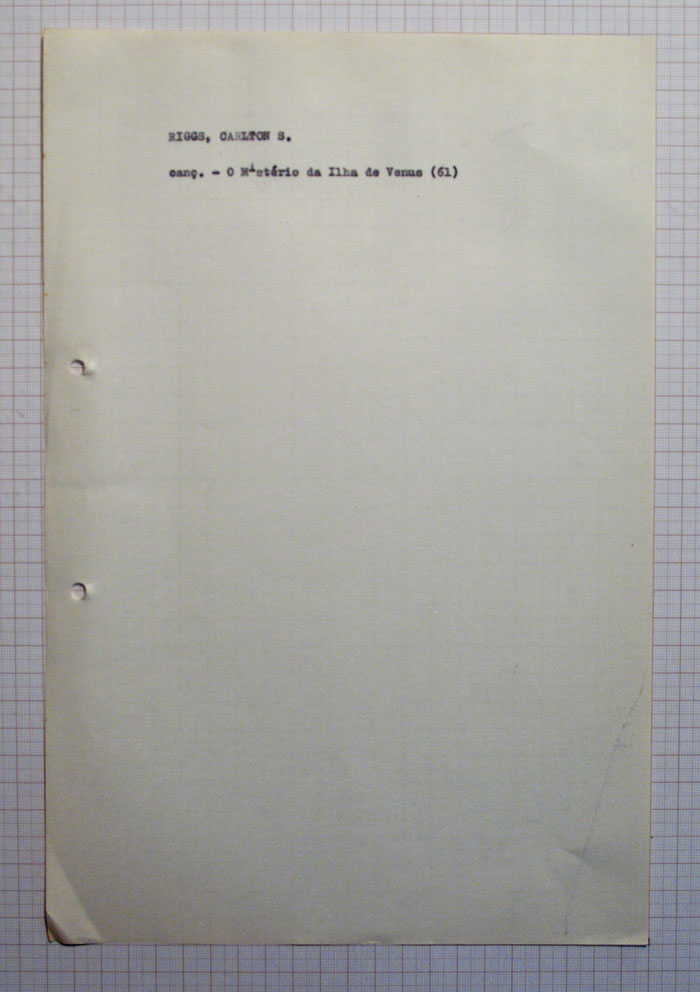 RIGGS, CARLTON S.
canç. - O Mistério da Ilha de Venus (61)